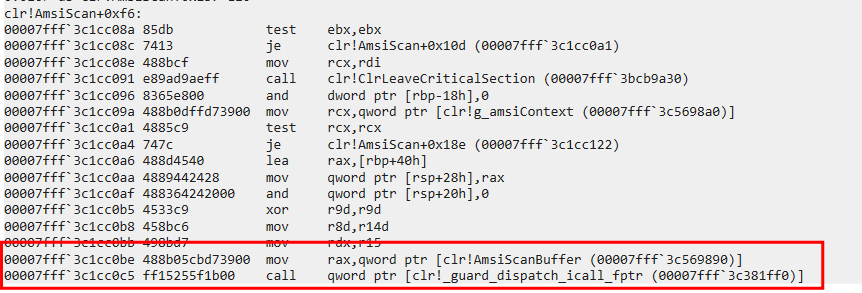 clr!AmsiScan+0xf6:
00007fff`3c1cc08a 85db            test    ebx,ebx
00007fff`3c1cc08c 7413            je      clr!AmsiScan+0x10d (00007fff`3c1cc0a1)
00007fff`3c1cc08e 488bcf          mov     rcx,rdi
00007fff`3c1cc091 e89ad9aeff      call    clr!ClrLeaveCriticalSection (00007fff`3bcb9a30)
00007fff`3c1cc096 8365e800        and     dword ptr [rbp-18h],0
00007fff`3c1cc09a 488b0dffd73900  mov     rcx,qword ptr [clr!g_amsiContext (00007fff`3c5698a0)]
00007fff`3c1cc0a1 4885c9          test    rcx,rcx
00007fff`3c1cc0a4 747c            je      clr!AmsiScan+0x18e (00007fff`3c1cc122)
00007fff`3c1cc0a6 488d4540        lea     rax,[rbp+40h]
00007fff`3c1cc0aa 4889442428      mov     qword ptr [rsp+28h],rax
00007fff`3c1cc0af 488364242000    and     qword ptr [rsp+20h],0
00007fff`3c1cc0b5 4533c9          xor     r9d,r9d
00007fff`3c1cc0b8 458bc6          mov     r8d,r14d
00007fff`3c1cc0bb 498bd7          mov     rdx,r15
00007fff`3c1cc0be 488b05cbd73900  mov     rax,qword ptr [clr!AmsiScanBuffer (00007fff`3c569890)]
00007fff`3c1cc0c5 ff15255f1b00    call    qword ptr [clr!_guard_dispatch_icall_fptr (00007fff`3c381ff0)]